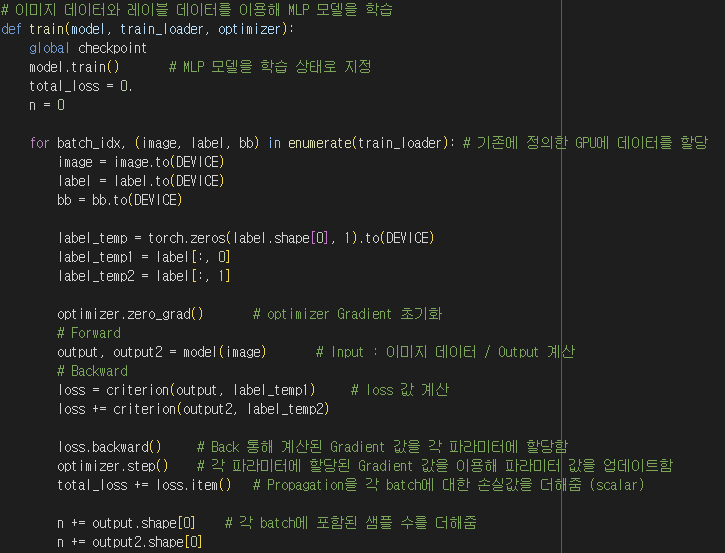 # 이미지 데이터와 레이블 데이터를 이용해 MLP 모델을 학습
def train(model, train_loader, optimizer):
    global checkpoint
    model.train()      # MLP 모델을 학습 상태로 지정
    total_loss = 0.
    n = 0

    for batch_idx, (image, label, bb) in enumerate(train_loader): # 기존에 정의한 GPU에 데이터를 할당
        image = image.to(DEVICE)
        label = label.to(DEVICE)
        bb = bb.to(DEVICE)

        label_temp = torch.zeros(label.shape[0], 1).to(DEVICE)
        label_temp1 = label[:, 0]
        label_temp2 = label[:, 1]

        optimizer.zero_grad()      # optimizer Gradient 초기화
        # Forward
        output, output2 = model(image)      # Input : 이미지 데이터 / Output 계산
        # Backward
        loss = criterion(output, label_temp1)    # loss 값 계산
        loss += criterion(output2, label_temp2)

        loss.backward()    # Back 통해 계산된 Gradient 값을 각 파라미터에 할당함
        optimizer.step()   # 각 파라미터에 할당된 Gradient 값을 이용해 파라미터 값을 업데이트함
        total_loss += loss.item()  # Propagation을 각 batch에 대한 손실값을 더해줌 (scalar)

        n += output.shape[0]   # 각 batch에 포함된 샘플 수를 더해줌
        n += output2.shape[0]